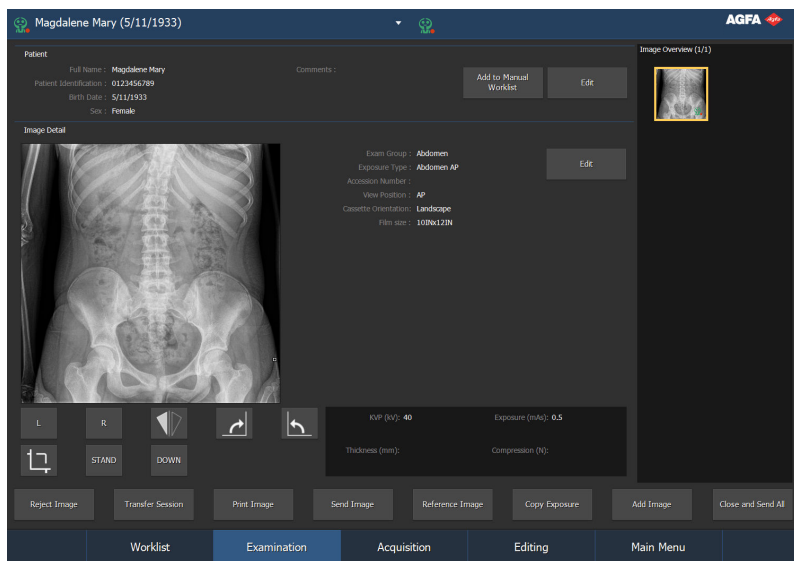 Magdalene Mary (5/11/1933)
AGFA
Patient
Full Name : Magdalene Mary
Comments :
Patient Identification : 0123456789
Birth Date : 5/11/1933
Sex : Female
Add to Manual
Worklist
Edit
Image Overview (1/1)
Image Detail
Exam Group : Abdomen
Exposure Type : Abdomen AP
Accession Number :
View Position : AP
Cassette Orientation: Landscape
Film size : 10INx12IN
Edit
L
R
STAND
DOWN
KVP (kV): 40
Exposure (mAs): 0.5
Thickness (mm):
Compression (N):
Reject Image
Transfer Session
Print Image
Send Image
Reference Image
Copy Exposure
Add Image
Close and Send All
Worklist
Examination
Acquisition
Editing
Main Menu